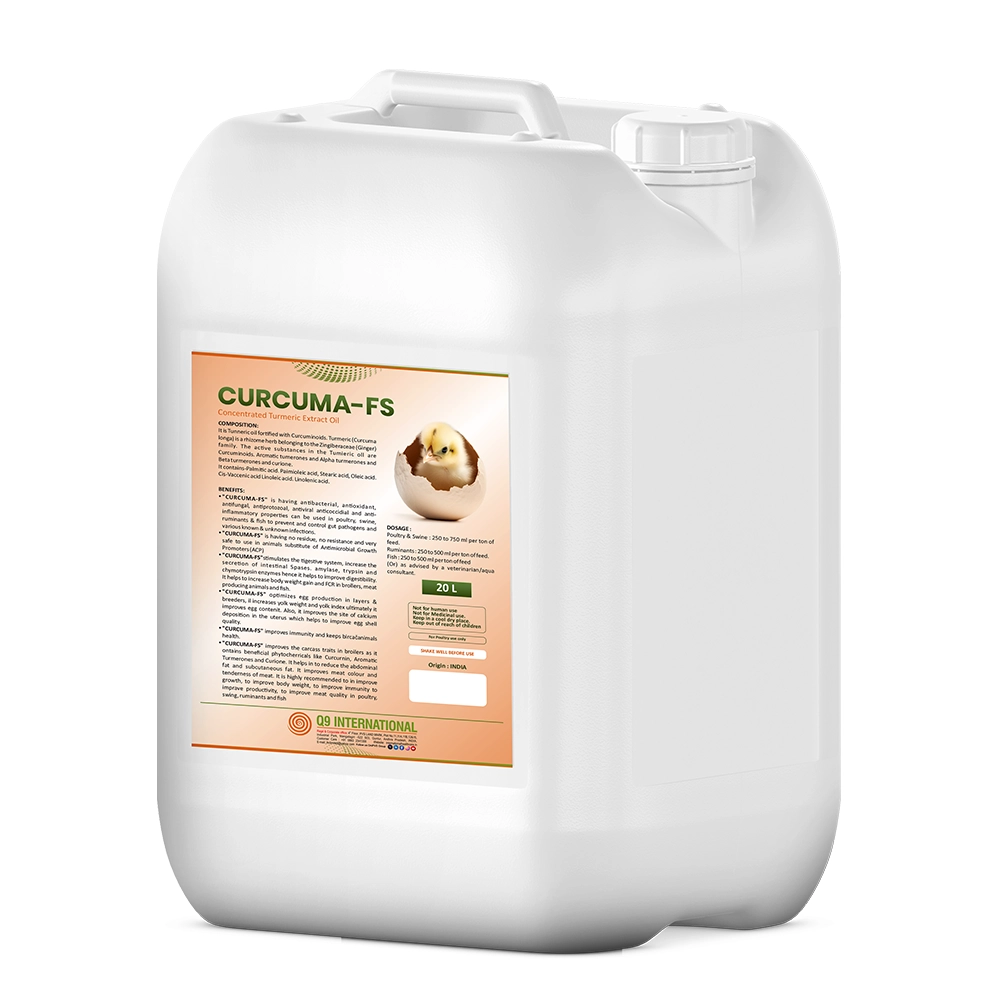 CURCUMA-FS
Concentrated Turmeric Extract Oil
COMPOSITION:
It is Tunneric oil fortified with Curcuminoids. Turmeric (Curcuma
longa) is a rhizome herb belonging to the Zingiberaceae (Ginger)
family. The active substances in the Tumieric oil are
Curcuminoids. Aromatic tumerones and Alpha turmerones and
Beta turmerones and curlone.
It contains-Palmitic acid. Paimioleic acid, Stearic acid, Oleic acid.
Cis-Vaccenic acid Linoleic acid. Linolenic acid.
BENEFITS:
• "CURCUMA-FS" is having antibacterial, antioxidant,
antifungal, antiprotozoal, antiviral anticoccidial and anti-
inflammatory properties can be used in poultry, swine,
ruminants & fish to prevent and control gut pathogens and
various known & unknown infections.
• "CURCUMA-FS" is having no residue, no resistance and very
safe to use in animals substitute of Antimicrobial Growth
Promoters (ACP)
• "CURCUMA-FS" stimulates the tigestive system, increase the
secretion of intestinal Spases. amylase, trypsin and
chymotrypsin enzymes hence it helps to improve digestibility.
It helps to increase body weight gain and FCR in broilers, meat
producing animals and fish.
• "CURCUMA-FS" optimizes egg production in layers &
breeders, il increases yolk weight and yolk index ultimately it
improves egg contenit. Also, it improves the site of calcium
deposition in the uterus which helps to improve egg shell
quality.
• "CURCUMA-FS" improves immunity and keeps birca¢animals
health.
• "CURCUMA-FS" improves the carcass traits in broilers as it
ontains beneficial phytochericals like Curcurnin, Aromatic
Turmerones and Curione. It helps in to reduce the abdominal
fat and subcutaneous fat. It improves meat colour and
tenderness of meat. It is highly recommended to in improve
growth, to improve body weight, to improve immunity to
improve productivity, to improve meat quality in poultry,
swing, ruminants and fish
DOSAGE :
Poultry & Swine : 250 to 750 ml per ton of
feed.
Ruminants : 250 to 500 ml per ton of feed.
Fish : 250 to 500 ml per ton of feed
(Or) as advised by a veterinarian/aqua
consultant.
20 L
Not for human use
Not for Medicinal use.
Keep in a cool dry place.
Keep out of reach of children
for Poultry use only
SHAKE WELL BEFORE USE
Origin : INDIA
Q9 INTERNATIONAL